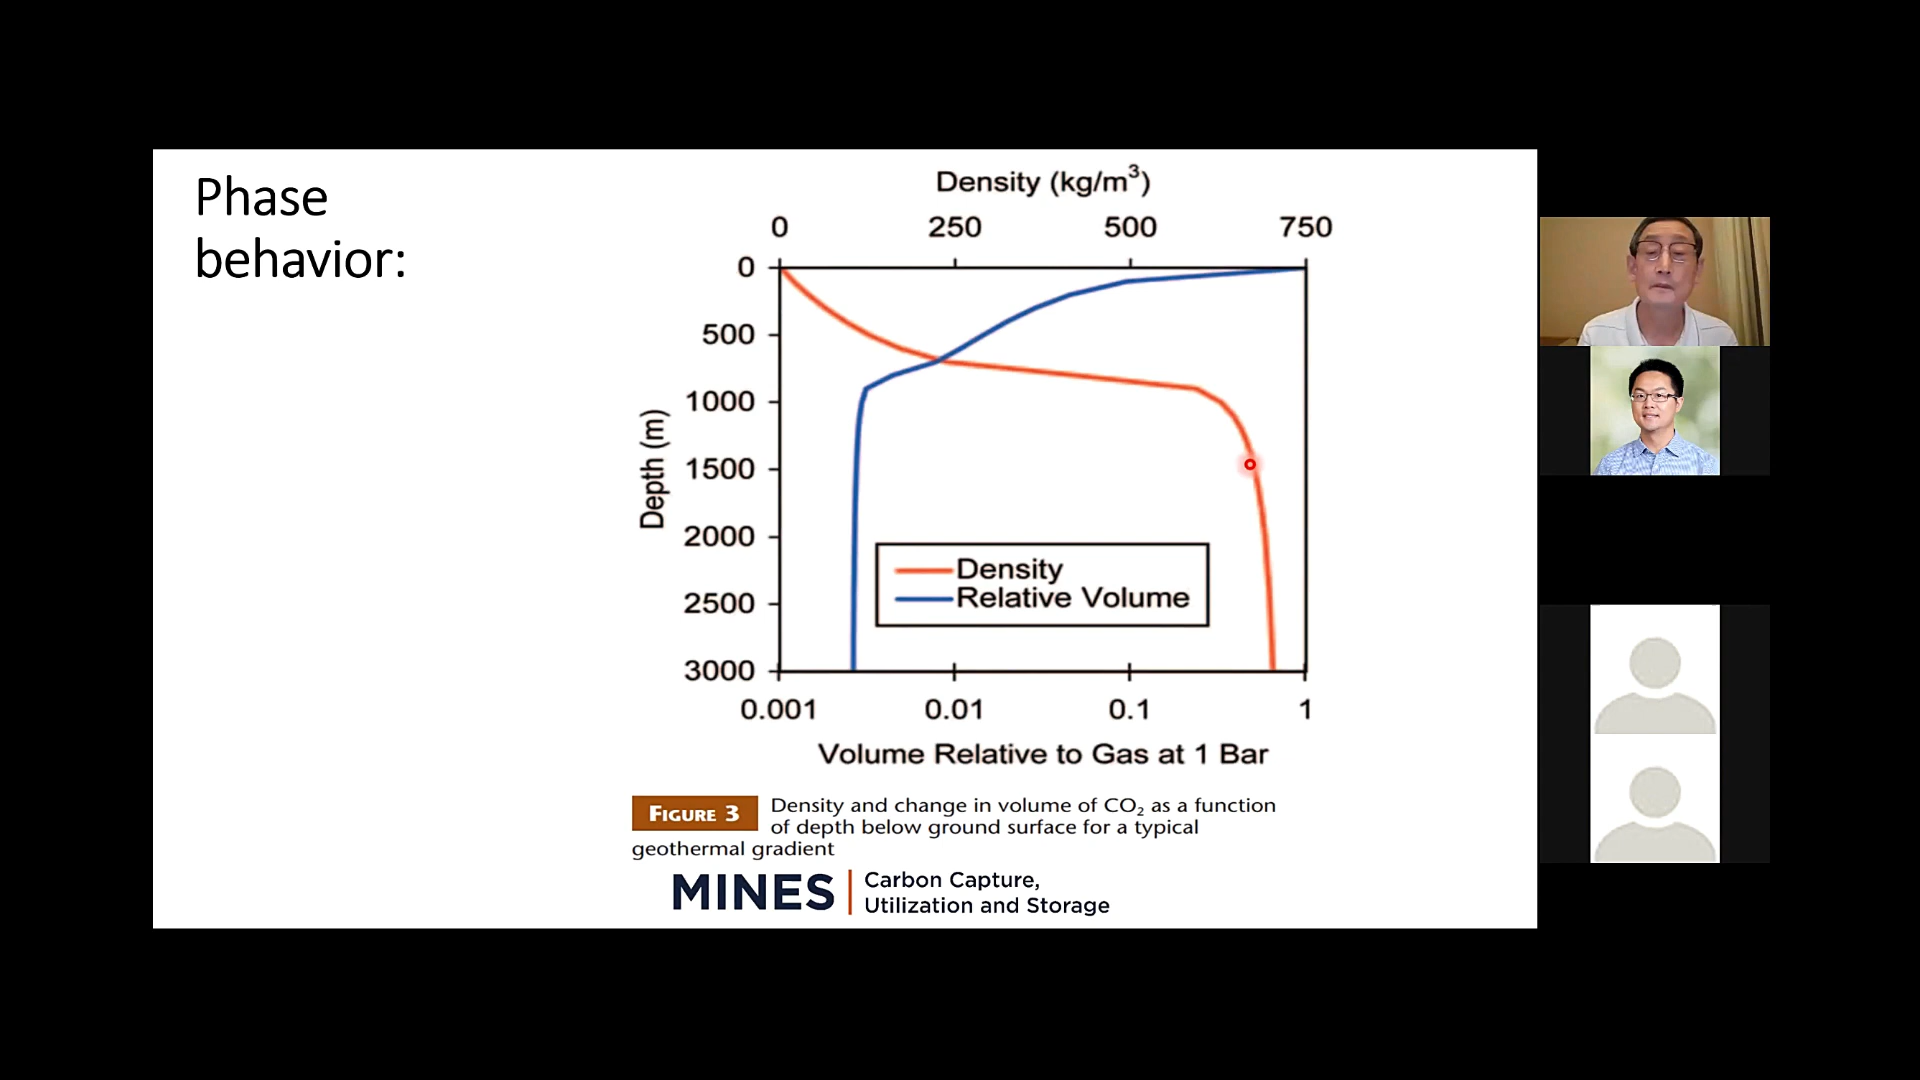 Phase
behavior:
Density (kg/m³)
0 250 500 750
0
500
1000
1500
2000
2500
3000
Depth (m)
Density
Relative Volume
0.001 0.01 0.1 1
Volume Relative to Gas at 1 Bar
FIGURE 3 Density and change in volume of CO₂ as a function
of depth below ground surface for a typical
geothermal gradient
MINES
Carbon Capture,
Utilization and Storage